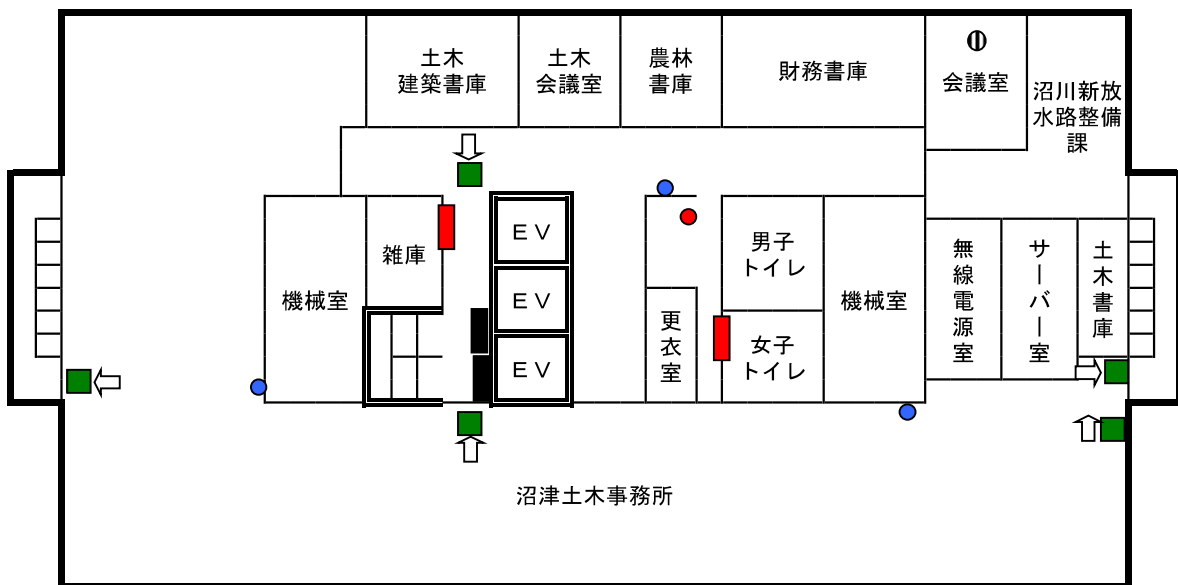 土木
建築書庫
土木
会議室
農林
書庫
財務書庫
会議室
沼川新放
水路整備
課
機械室
雑庫
ＥＶ
ＥＶ
ＥＶ
更衣室
男子
トイレ
女子
トイレ
機械室
無線電源室
サーバー室
土木書庫
沼津土木事務所